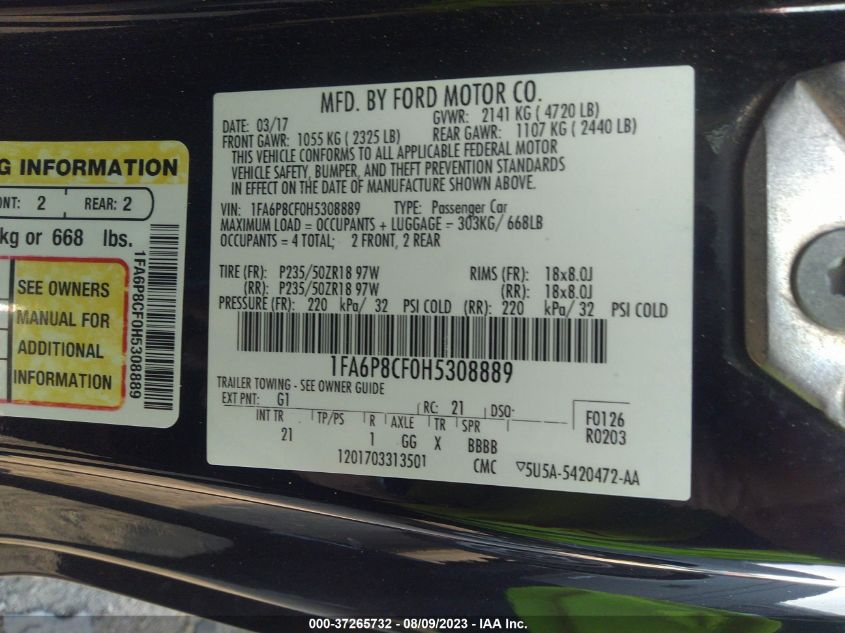 MFD. BY FORD MOTOR CO.
DATE: 03/17 GVWR: 2141 KG ( 4720 LB)
FRONT GAWR: 1055 KG ( 2325 LB) REAR GAWR: 1107 KG ( 2440 LB)
THIS VEHICLE CONFORMS TO ALL APPLICABLE FEDERAL MOTOR
VEHICLE SAFETY, BUMPER, AND THEFT PREVENTION STANDARDS
IN EFFECT ON THE DATE OF MANUFACTURE SHOWN ABOVE.
VIN: 1FA6P8CF0H5308889 TYPE: Passenger Car
MAXIMUM LOAD = OCCUPANTS + LUGGAGE = 303KG/ 668LB
OCCUPANTS = 4 TOTAL; 2 FRONT, 2 REAR
TIRE (FR): P235/50ZR18 97W RIMS (FR): 18x8.0J
(RR): P235/50ZR18 97W (RR): 18x8.0J
PRESSURE (FR): 220 kPa/ 32 PSI COLD (RR): 220 kPa/ 32 PSI COLD
1FA6P8CF0H5308889
TRAILER TOWING - SEE OWNER GUIDE
EXT PNT: G1 RC: 21 DSO: F0126
R0203
INT TR TP/PS R AXLE TR SPR
21 1 GG X BBBB
1201703313501 CMC ▽5U5A-5420472-AA
G INFORMATION
NT: 2 REAR: 2
kg or 668 lbs.
SEE OWNERS
MANUAL FOR
ADDITIONAL
INFORMATION
1FA6P8CF0H5308889
000-37265732 - 08/09/2023 - IAA Inc.